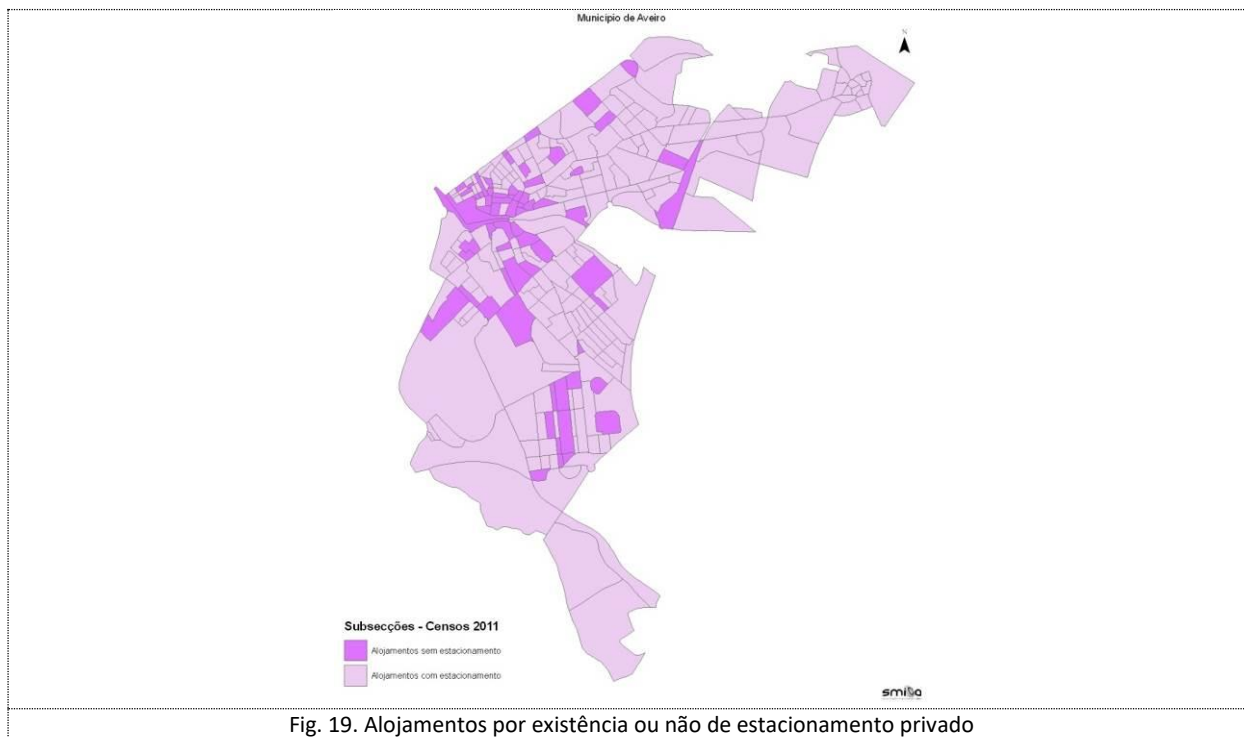 Município de Aveiro
N
Subsecções - Censos 2011
Alojamentos sem estacionamento
Alojamentos com estacionamento
Fig. 19. Alojamentos por existência ou não de estacionamento privado